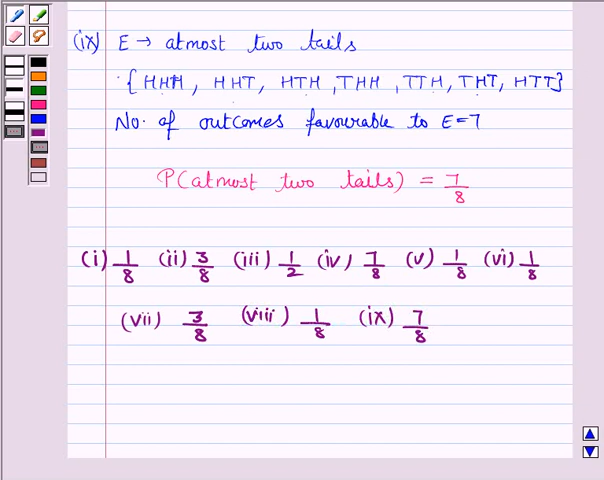 (ix) E → atmost two tails
{HHH, HHT, HTH, THH, TTH, THT, HTT}
No. of outcomes favourable to E=7
P(atmost two tails) = 7/8
(i) 1/8 (ii) 3/8 (iii) 1/2 (iv) 7/8 (v) 1/8 (vi) 1/8
(vii) 3/8 (viii) 1/8 (ix) 7/8